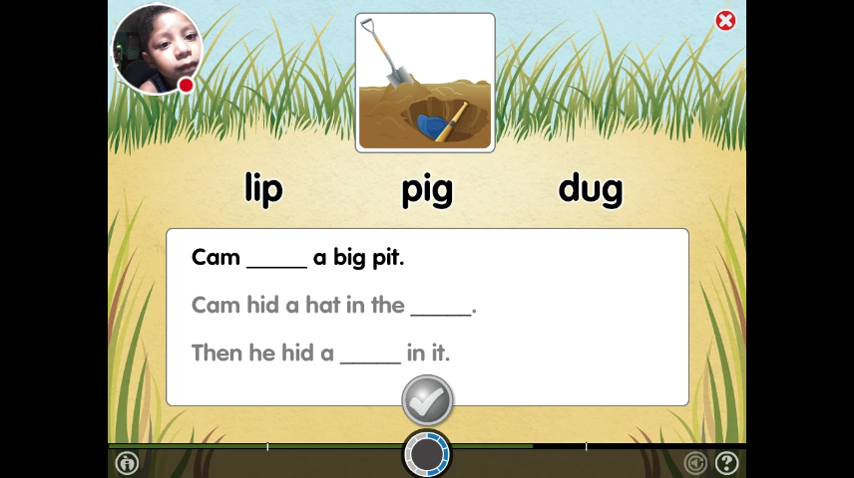 lip pig dug
Cam _____ a big pit.
Cam hid a hat in the _____.
Then he hid a _____ in it.
?